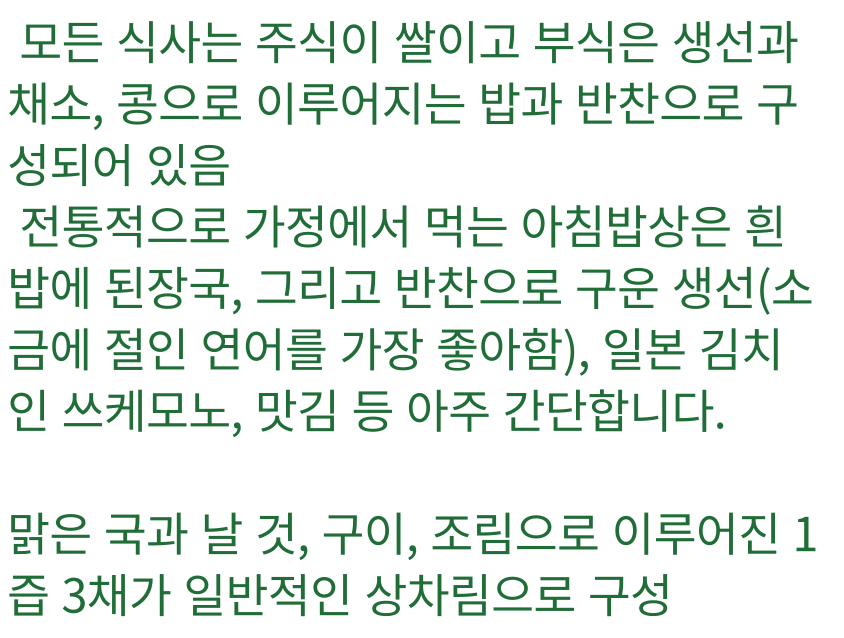 모든 식사는 주식이 쌀이고 부식은 생선과
채소, 콩으로 이루어지는 밥과 반찬으로 구
성되어 있음
전통적으로 가정에서 먹는 아침밥상은 흰
밥에 된장국, 그리고 반찬으로 구운 생선(소
금에 절인 연어를 가장 좋아함), 일본 김치
인 쓰케모노, 맛김 등 아주 간단합니다.
맑은 국과 날 것, 구이, 조림으로 이루어진 1
즙 3채가 일반적인 상차림으로 구성